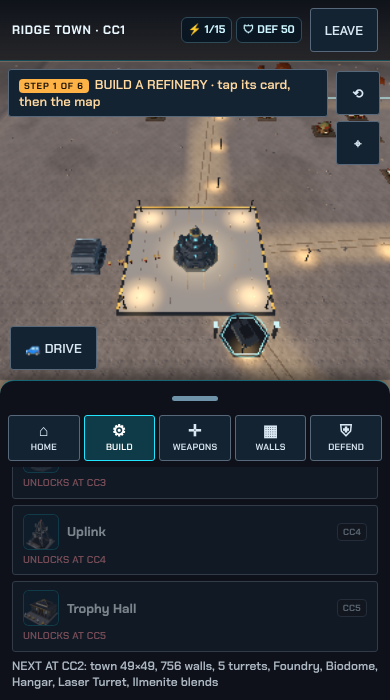 RIDGE TOWN · CC1
⚡ 1/15
🛡 DEF 50
LEAVE
STEP 1 OF 6 BUILD A REFINERY · tap its card,
then the map
🚙 DRIVE
HOME
BUILD
WEAPONS
WALLS
DEFEND
UNLOCKS AT CC3
Uplink
CC4
UNLOCKS AT CC4
Trophy Hall
CC5
UNLOCKS AT CC5
NEXT AT CC2: town 49×49, 756 walls, 5 turrets, Foundry, Biodome,
Hangar, Laser Turret, Ilmenite blends